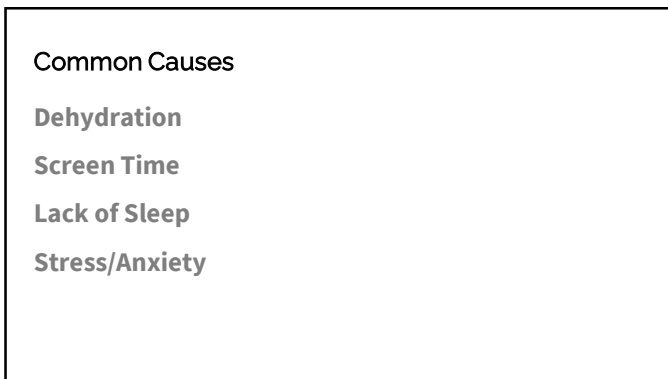 Common Causes
Dehydration
Screen Time
Lack of Sleep
Stress/Anxiety